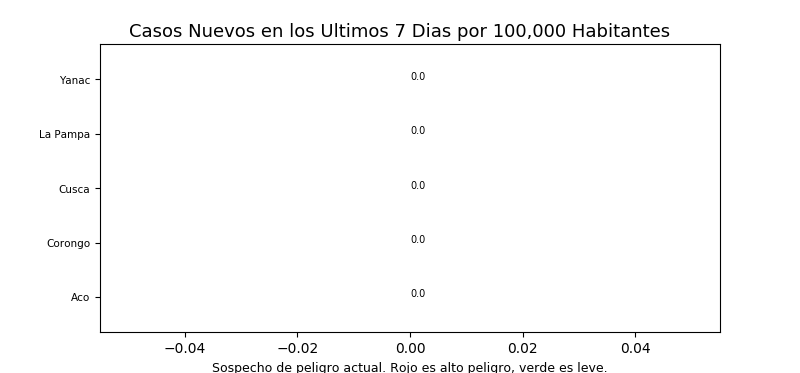 Casos Nuevos en los Ultimos 7 Dias por 100,000 Habitantes
Yanac 0.0
La Pampa 0.0
Cusca 0.0
Corongo 0.0
Aco 0.0
−0.04 −0.02 0.00 0.02 0.04
Sospecho de peligro actual. Rojo es alto peligro, verde es leve.